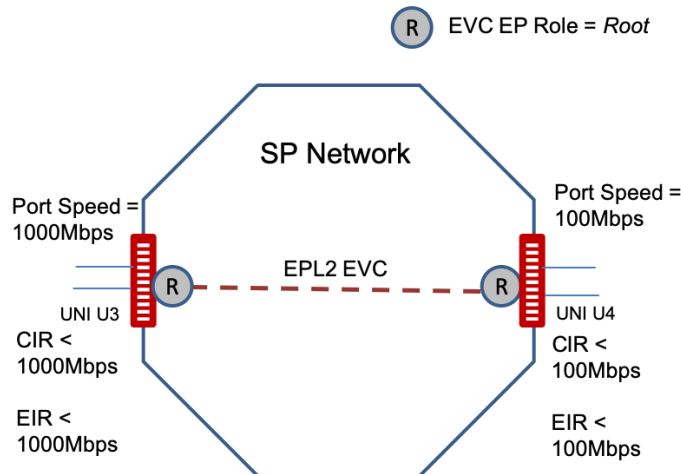 R EVC EP Role = Root
SP Network
Port Speed =
1000Mbps
Port Speed =
100Mbps
EPL2 EVC
R
R
UNI U3
UNI U4
CIR <
1000Mbps
CIR <
100Mbps
EIR <
1000Mbps
EIR <
100Mbps